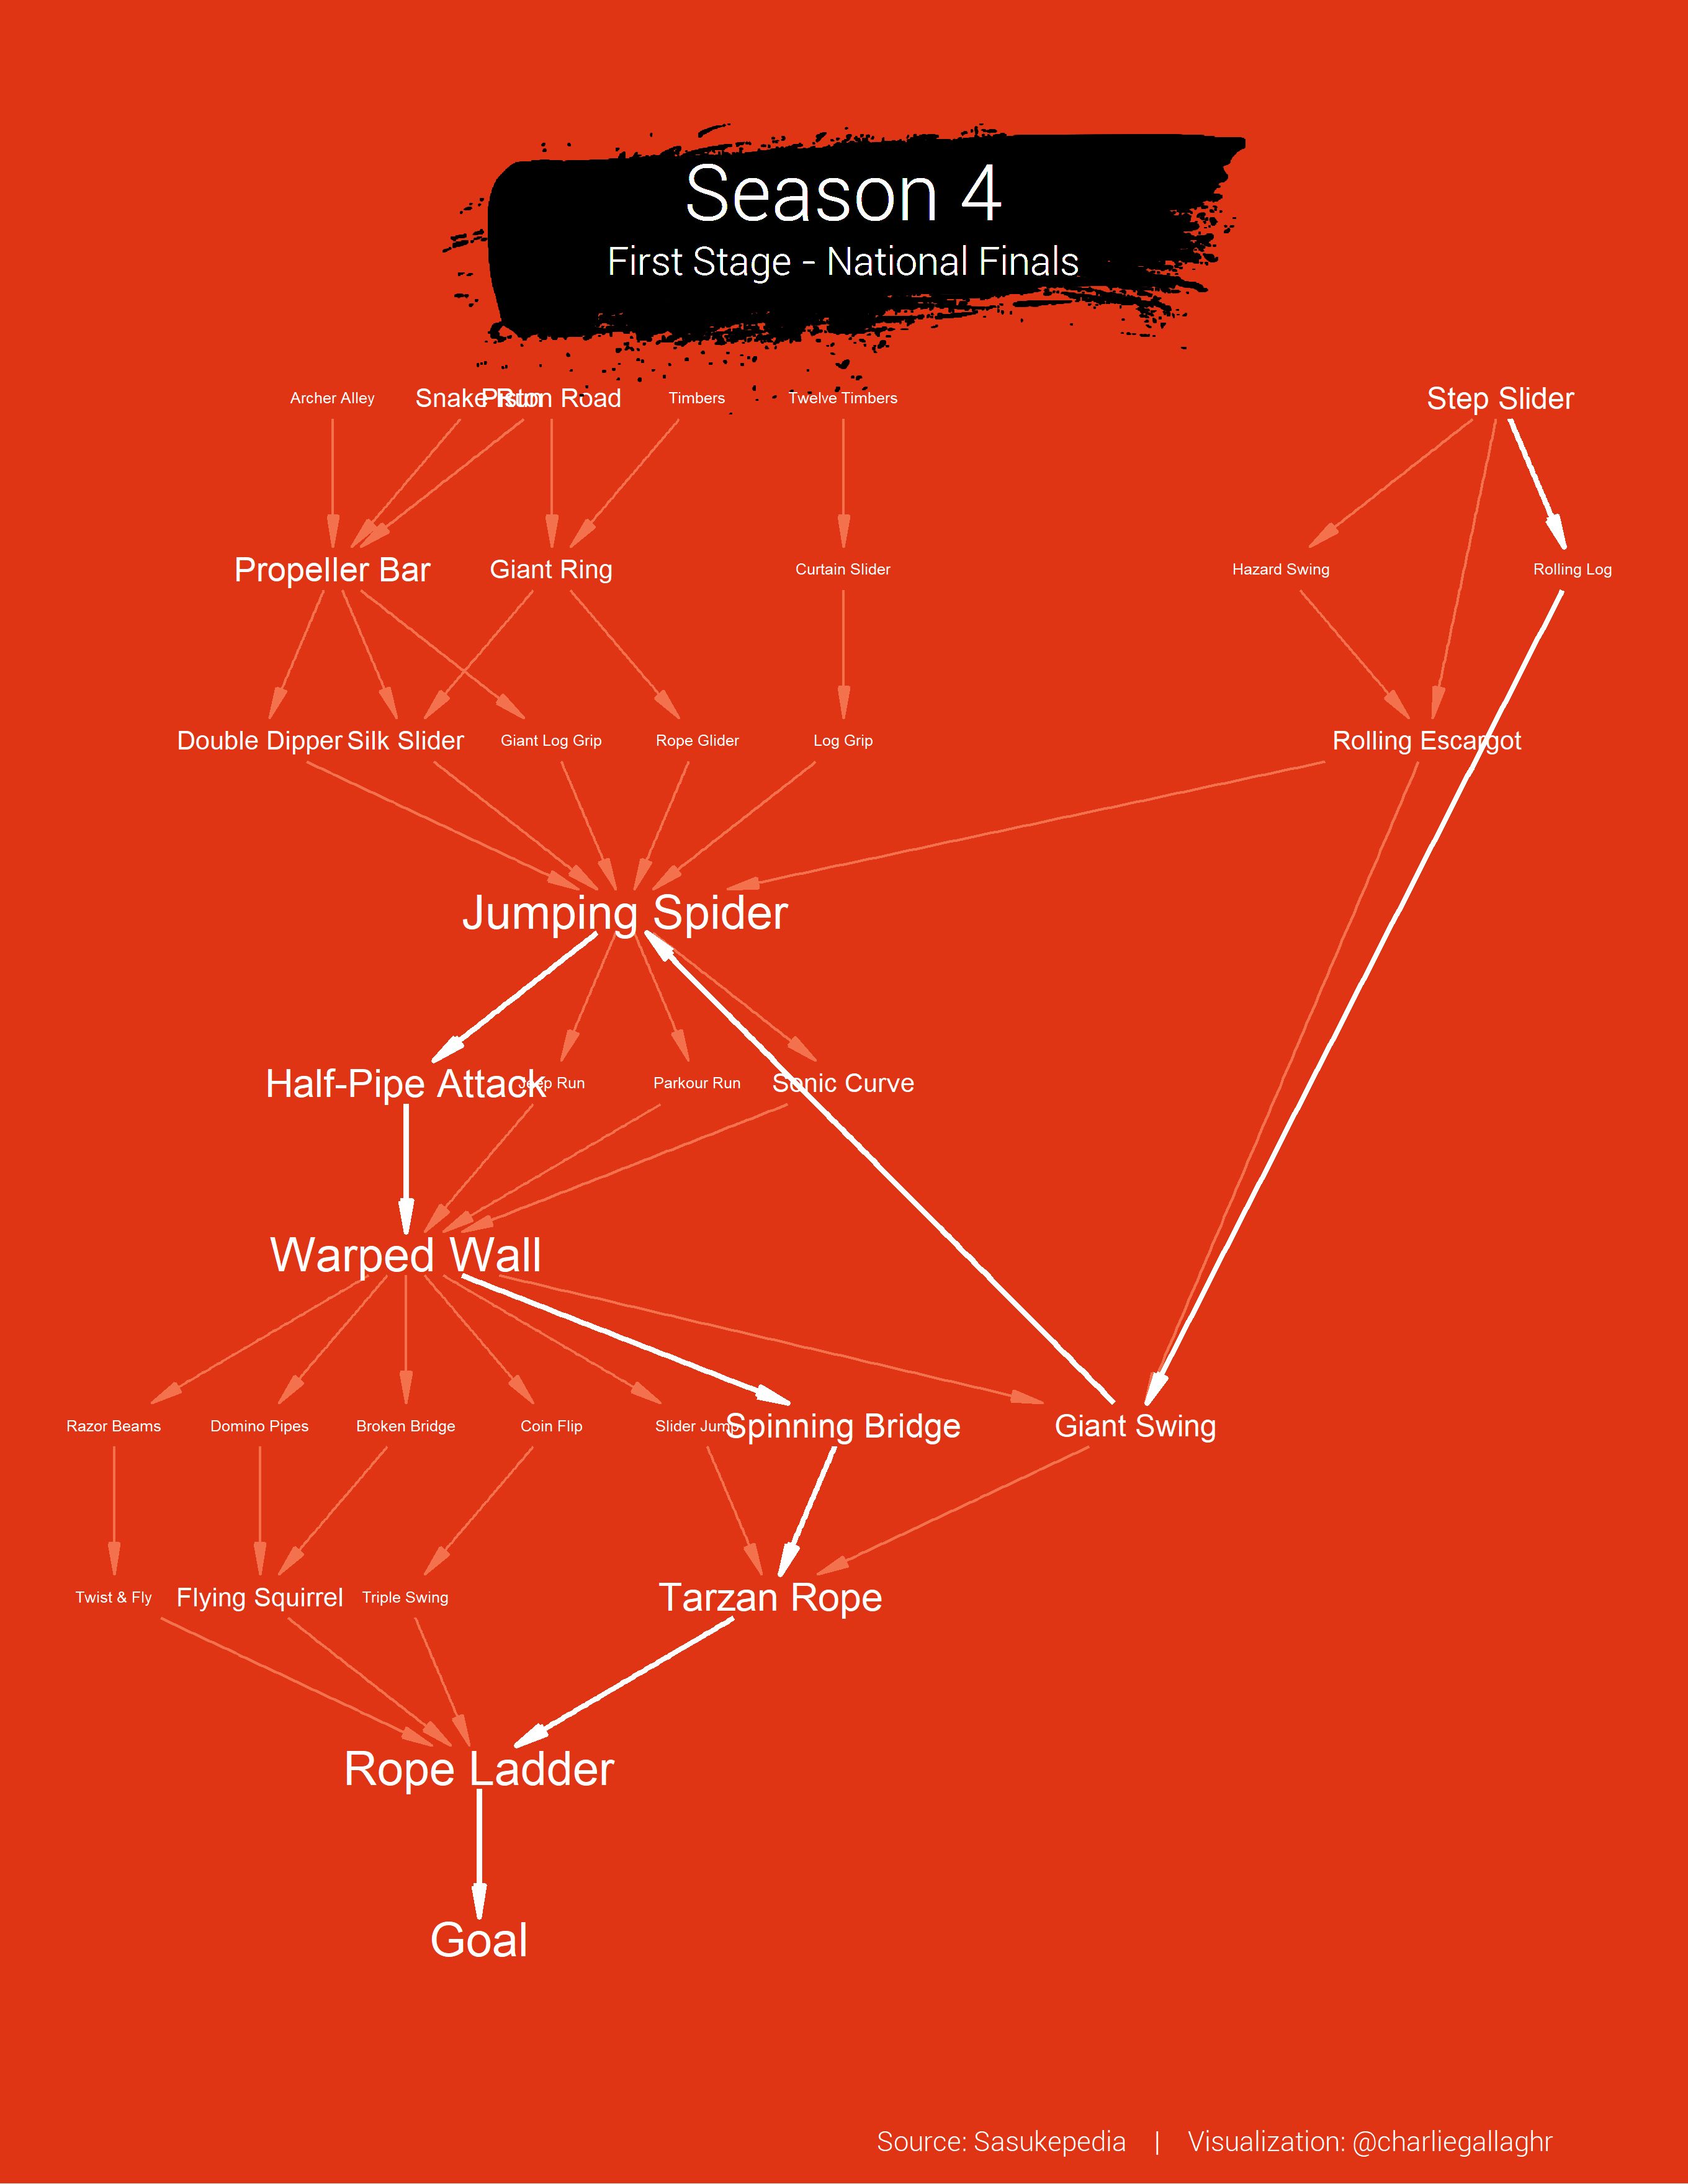 Season 4
First Stage - National Finals
Archer Alley
Snake Run
Piston Road
Timbers
Twelve Timbers
Step Slider
Propeller Bar
Giant Ring
Curtain Slider
Hazard Swing
Rolling Log
Double Dipper
Silk Slider
Giant Log Grip
Rope Glider
Log Grip
Rolling Escargot
Jumping Spider
Half-Pipe Attack
Jeep Run
Parkour Run
Sonic Curve
Warped Wall
Razor Beams
Domino Pipes
Broken Bridge
Coin Flip
Slider Jump
Spinning Bridge
Giant Swing
Twist & Fly
Flying Squirrel
Triple Swing
Tarzan Rope
Rope Ladder
Goal
Source: Sasukepedia | Visualization: @charliegallaghr